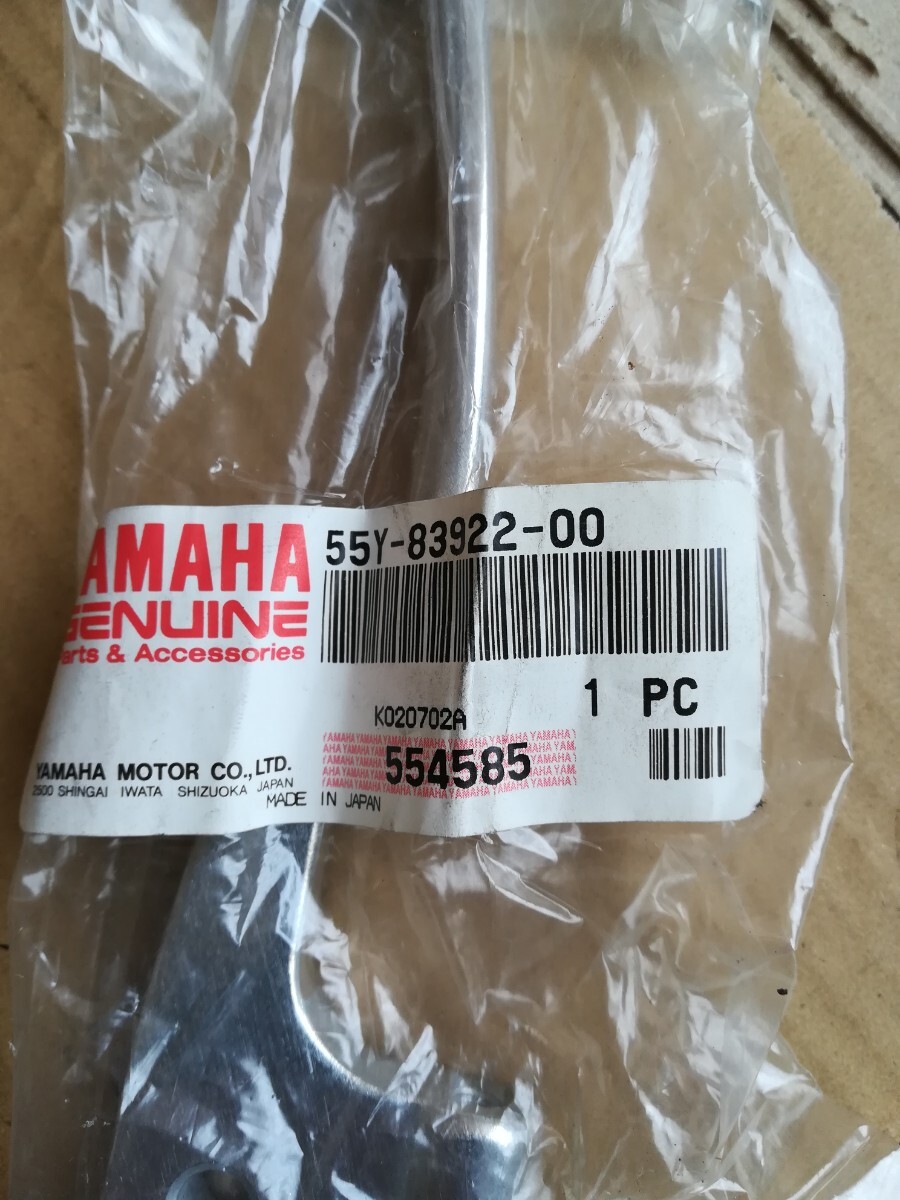 55Y-83922-00
YAMAHA
GENUINE
Parts & Accessories
1 PC
K020702A
554585
YAMAHA MOTOR CO., LTD.
2500 SHINGAI IWATA SHIZUOKA JAPAN
MADE IN JAPAN